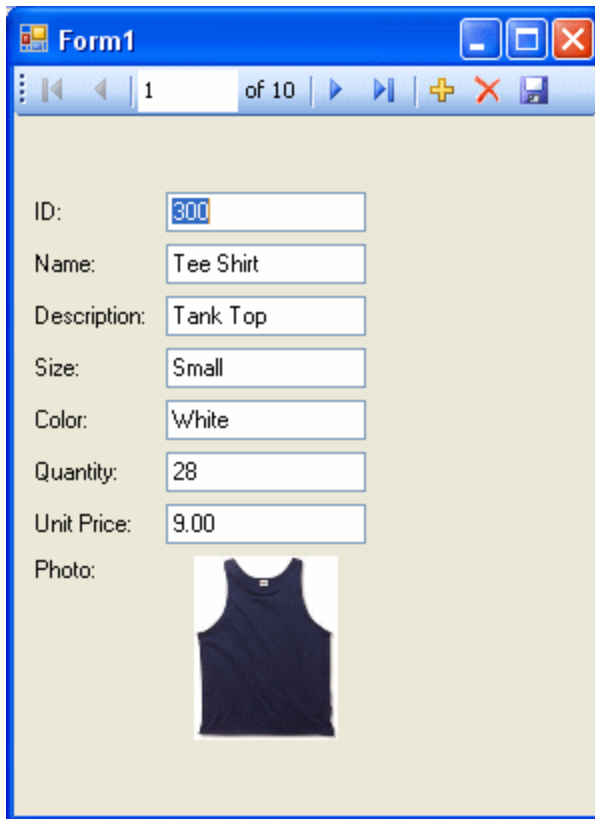 Form1
1 of 10
ID: 300
Name: Tee Shirt
Description: Tank Top
Size: Small
Color: White
Quantity: 28
Unit Price: 9.00
Photo: